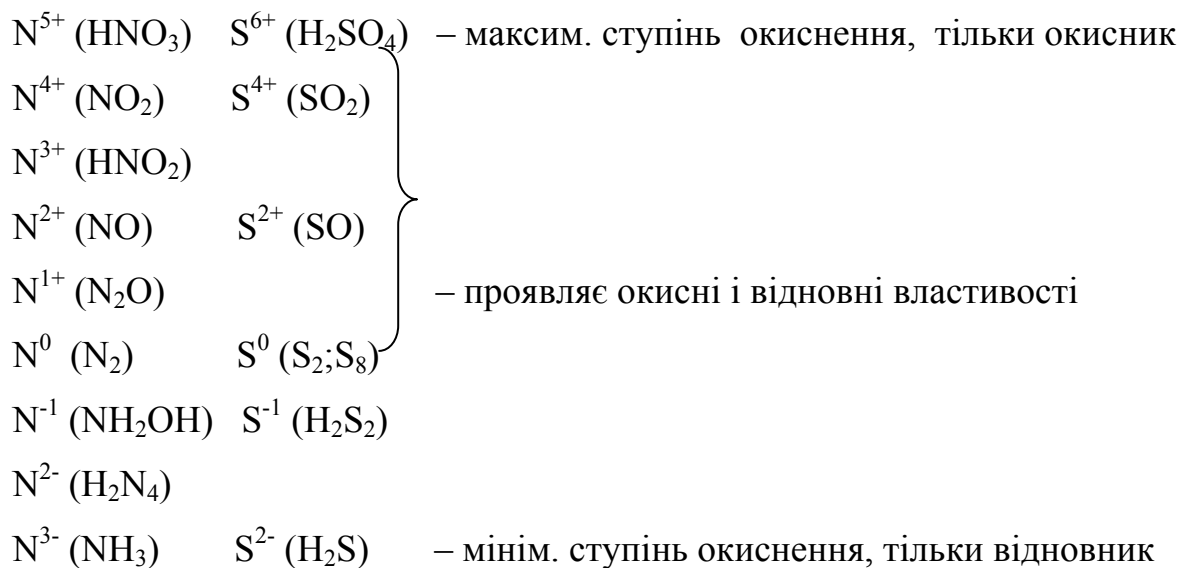 N⁵⁺ (HNO₃) S⁶⁺ (H₂SO₄) – максим. ступінь окиснення, тільки окисник
N⁴⁺ (NO₂) S⁴⁺ (SO₂)
N³⁺ (HNO₂)
N²⁺ (NO) S²⁺ (SO)
N¹⁺ (N₂O) – проявляє окисні і відновні властивості
N⁰ (N₂) S⁰ (S₂;S₈)
N⁻¹ (NH₂OH) S⁻¹ (H₂S₂)
N²⁻ (H₂N₄)
N³⁻ (NH₃) S²⁻ (H₂S) – мінім. ступінь окиснення, тільки відновник